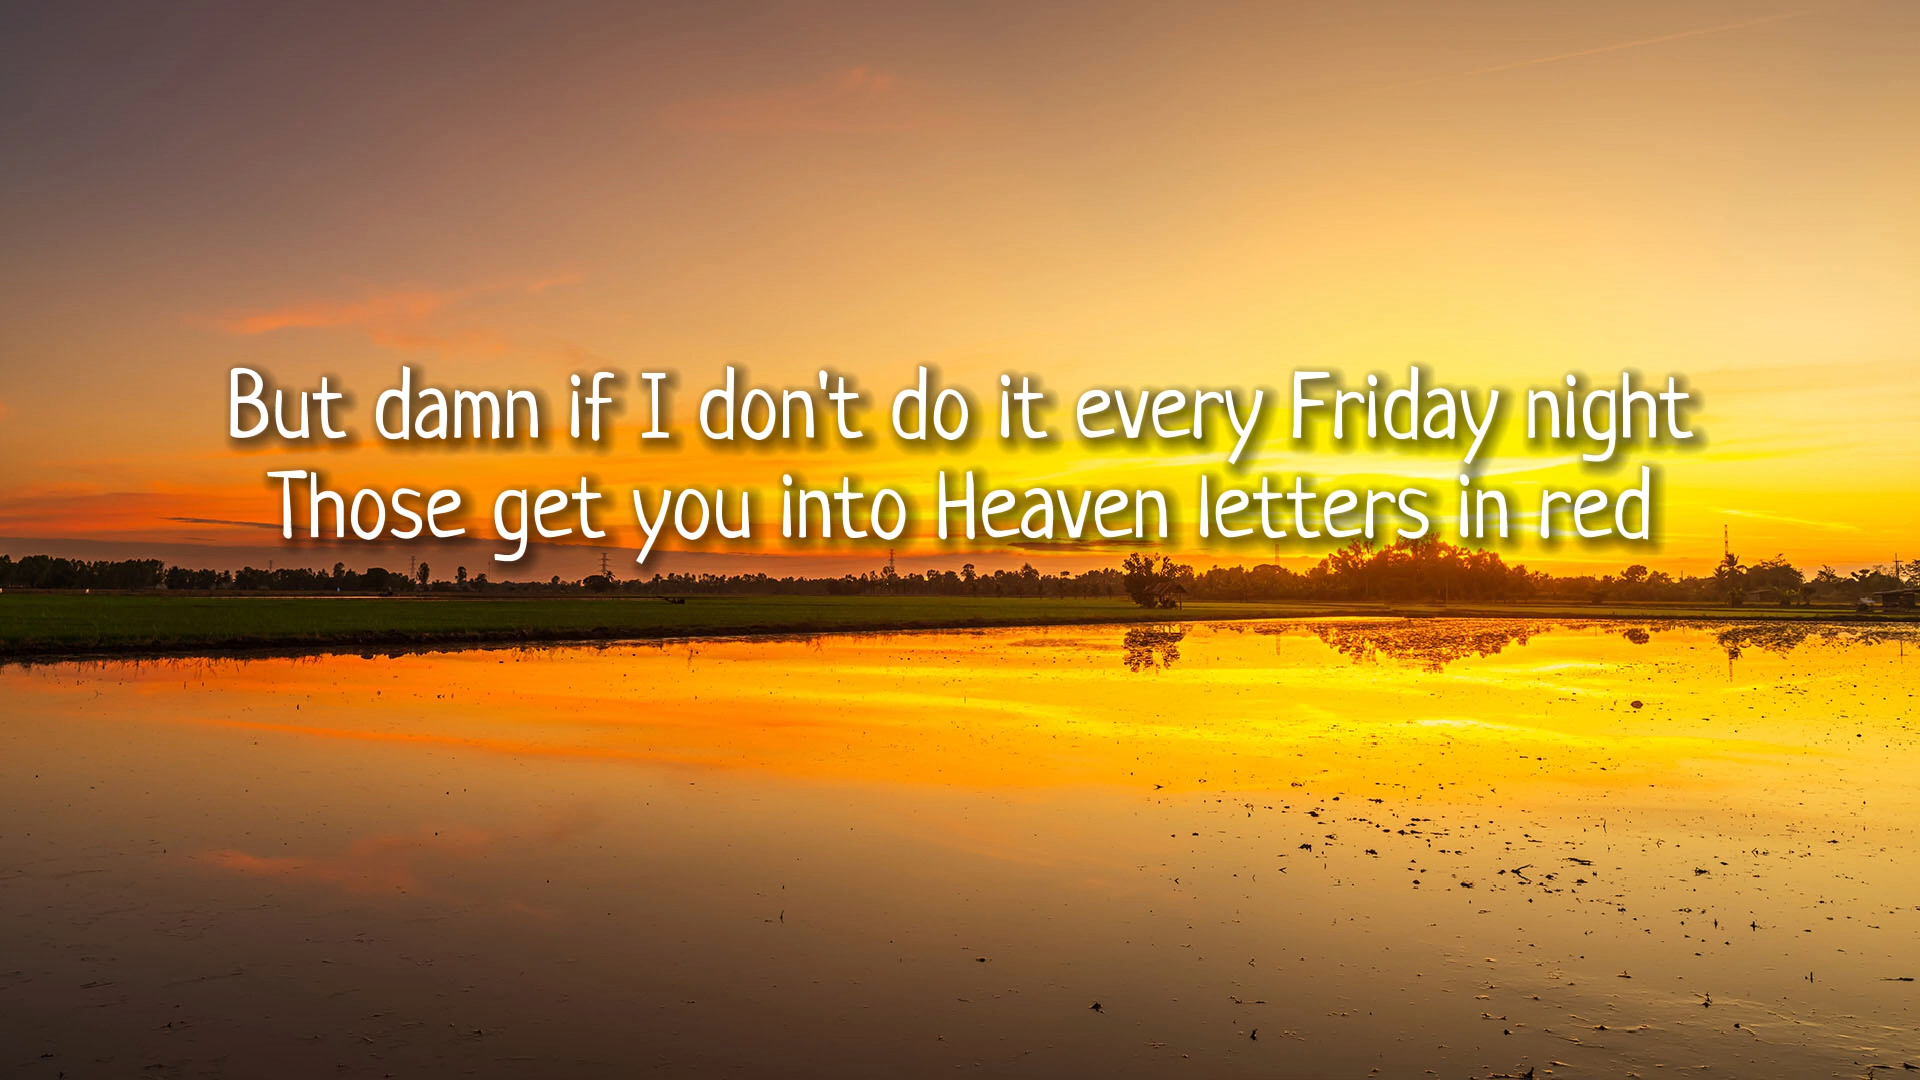 But damn if I don't do it every Friday night
Those get you into Heaven letters in red